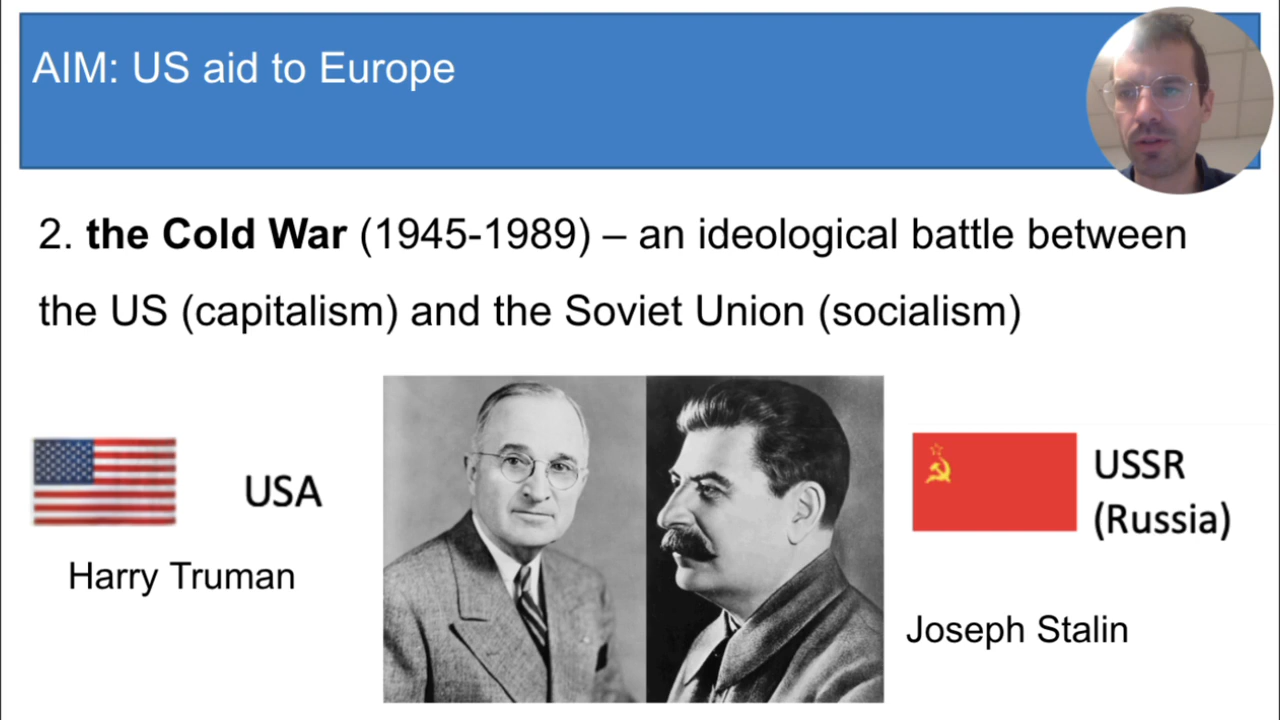 AIM: US aid to Europe
2. the Cold War (1945-1989) – an ideological battle between
the US (capitalism) and the Soviet Union (socialism)
USA
Harry Truman
USSR
(Russia)
Joseph Stalin